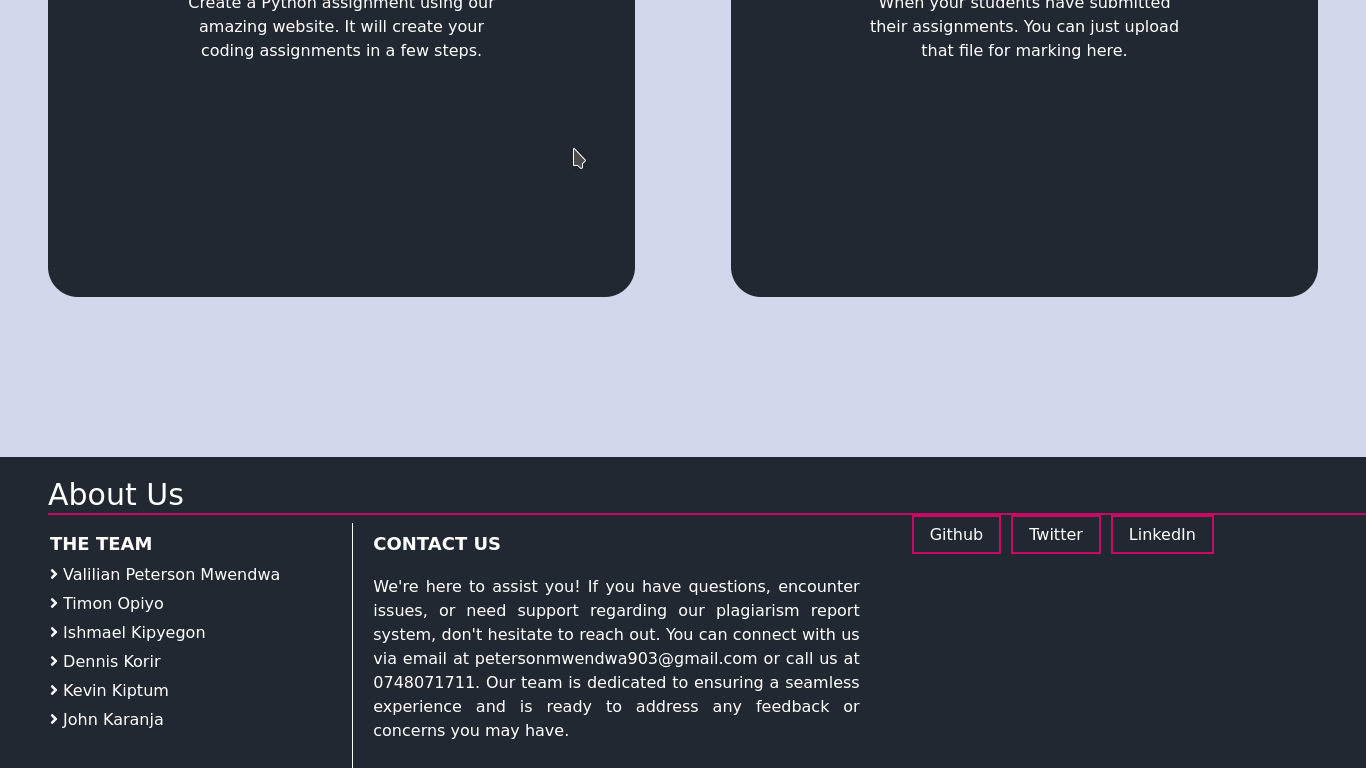 Create a Python assignment using our
amazing website. It will create your
coding assignments in a few steps.
When your students have submitted
their assignments. You can just upload
that file for marking here.
About Us
THE TEAM
Valilian Peterson Mwendwa
Timon Opiyo
Ishmael Kipyegon
Dennis Korir
Kevin Kiptum
John Karanja
CONTACT US
We're here to assist you! If you have questions, encounter
issues, or need support regarding our plagiarism report
system, don't hesitate to reach out. You can connect with us
via email at petersonmwendwa903@gmail.com or call us at
0748071711. Our team is dedicated to ensuring a seamless
experience and is ready to address any feedback or
concerns you may have.
Github
Twitter
LinkedIn